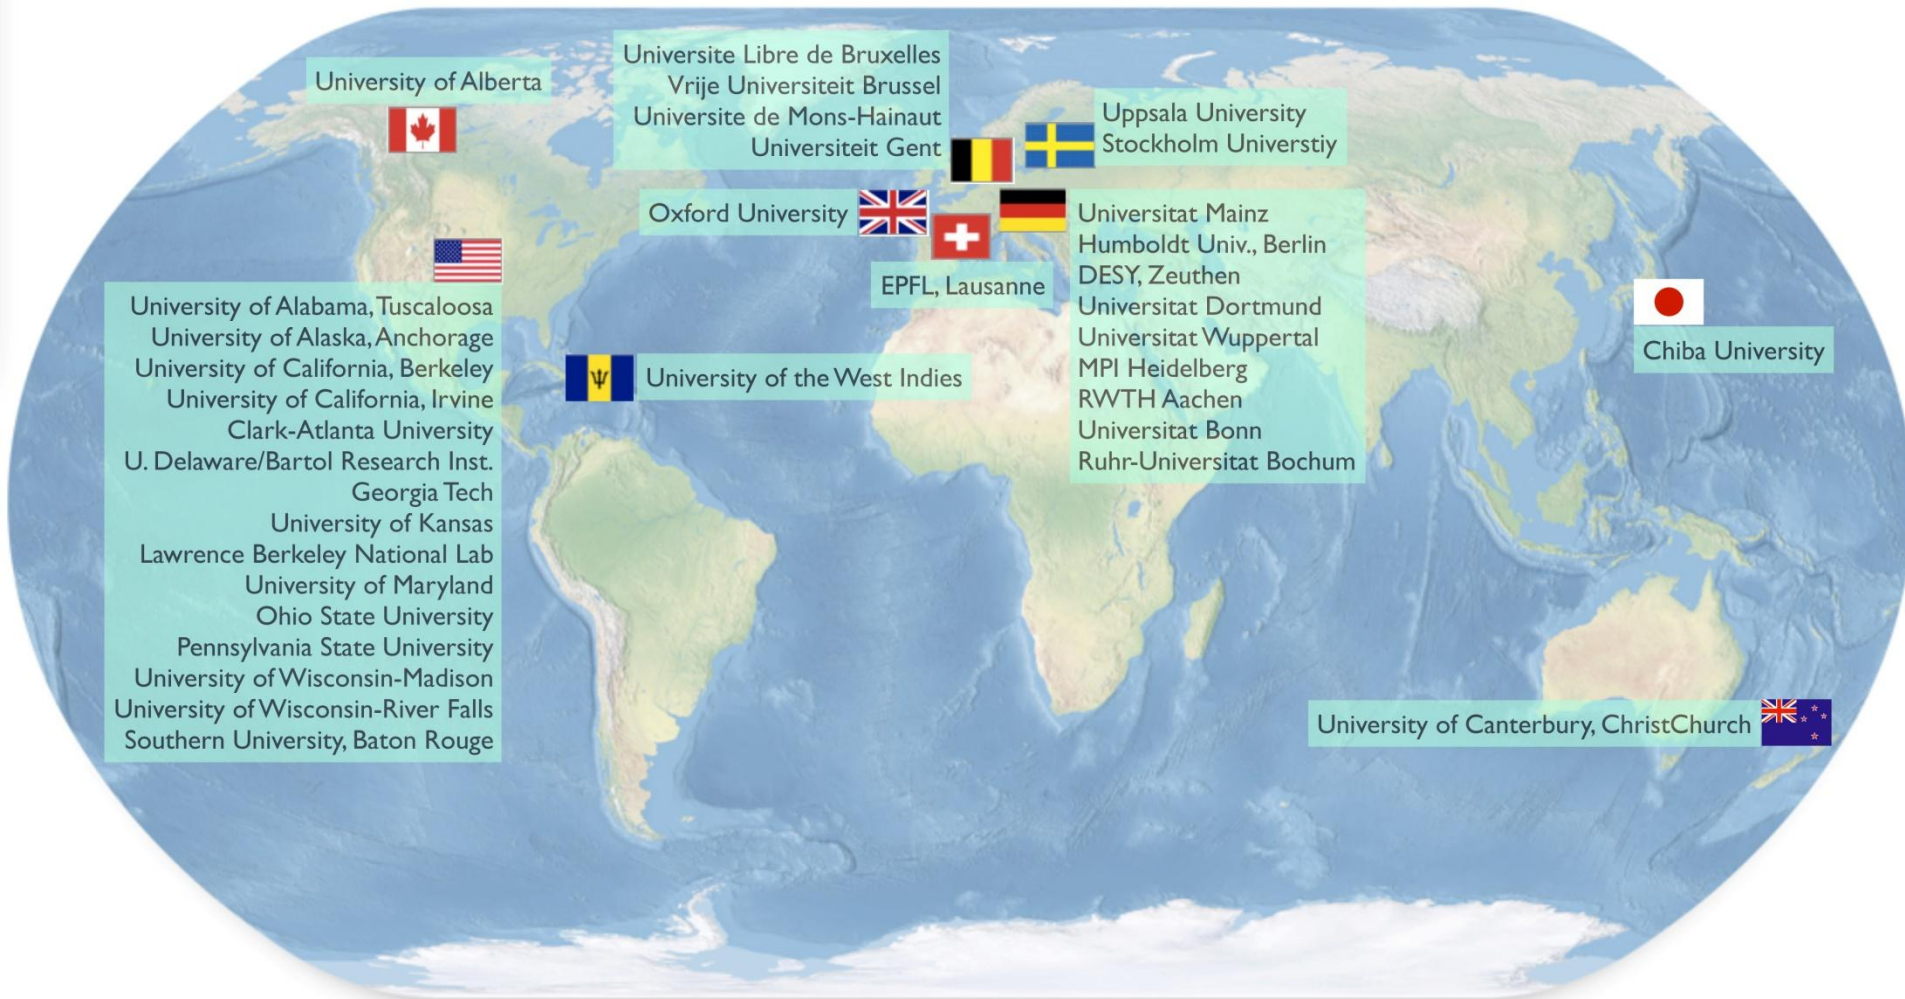 University of Alberta
Universite Libre de Bruxelles
Vrije Universiteit Brussel
Universite de Mons-Hainaut
Universiteit Gent
Uppsala University
Stockholm Universtiy
Oxford University
EPFL, Lausanne
Universitat Mainz
Humboldt Univ., Berlin
DESY, Zeuthen
Universitat Dortmund
Universitat Wuppertal
MPI Heidelberg
RWTH Aachen
Universitat Bonn
Ruhr-Universitat Bochum
Chiba University
University of Alabama, Tuscaloosa
University of Alaska, Anchorage
University of California, Berkeley
University of California, Irvine
Clark-Atlanta University
U. Delaware/Bartol Research Inst.
Georgia Tech
University of Kansas
Lawrence Berkeley National Lab
University of Maryland
Ohio State University
Pennsylvania State University
University of Wisconsin-Madison
University of Wisconsin-River Falls
Southern University, Baton Rouge
University of the West Indies
University of Canterbury, ChristChurch